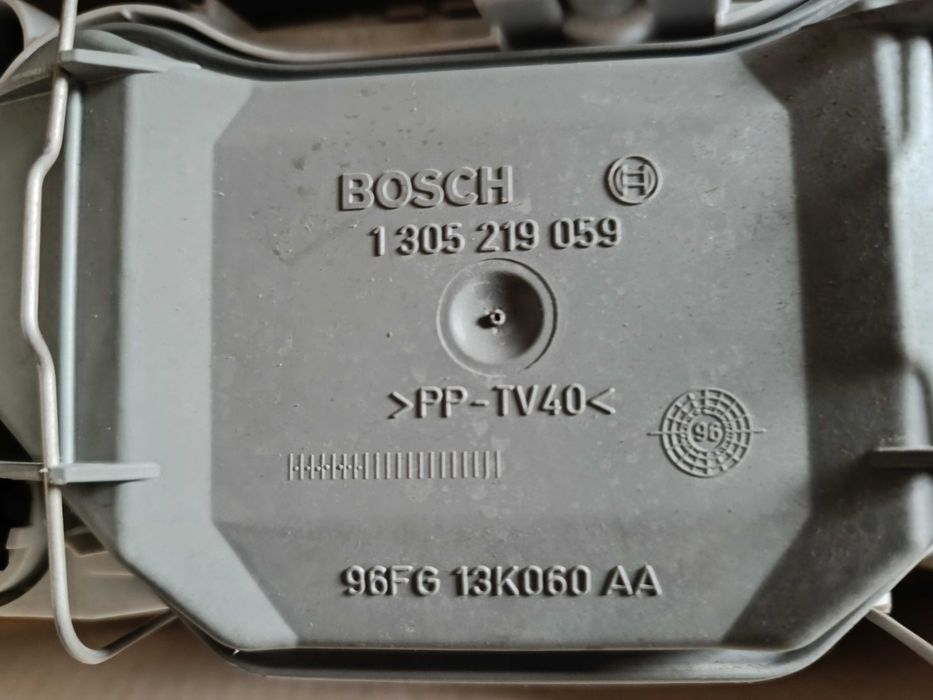 BOSCH
1 305 219 059
>PP-TV40<
96
96FG 13K060 AA